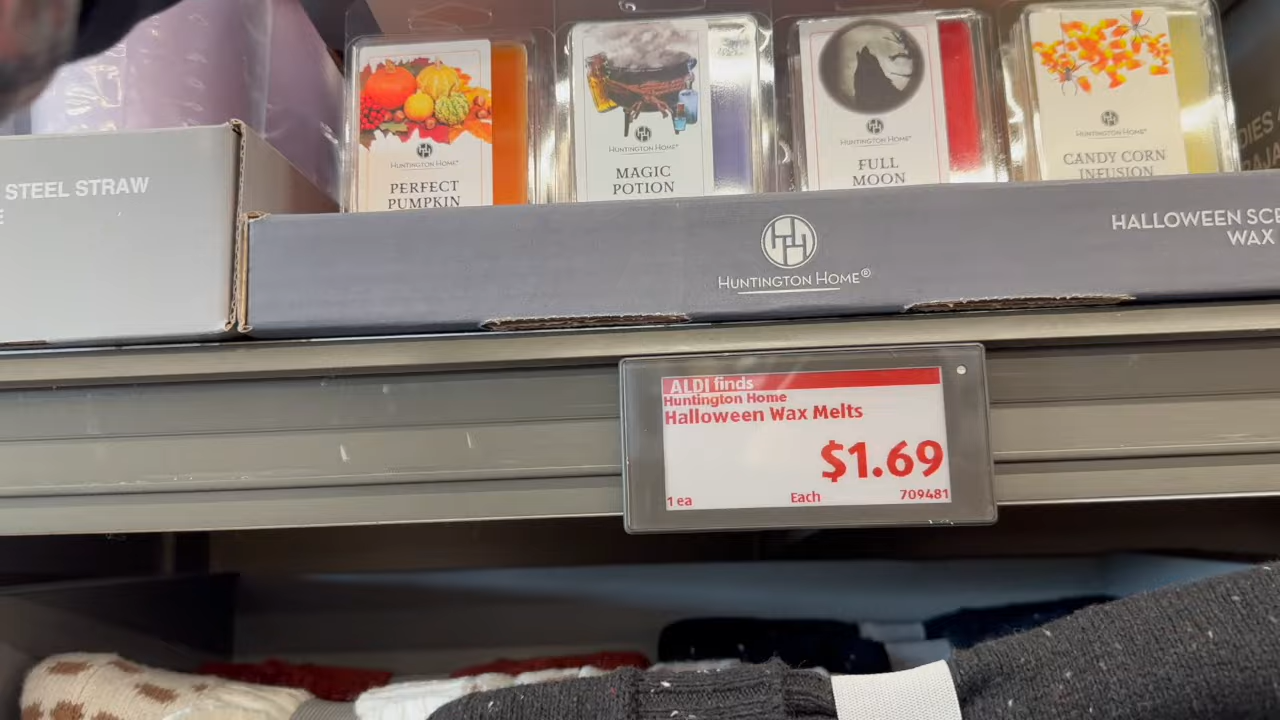 STEEL STRAW
HUNTINGTON HOME®
PERFECT
PUMPKIN
HUNTINGTON HOME®
MAGIC
POTION
HUNTINGTON HOME®
FULL
MOON
HUNTINGTON HOME®
CANDY CORN
INFUSION
HUNTINGTON HOME®
HALLOWEEN
WAX
ALDI finds
Huntington Home
Halloween Wax Melts
$1.69
1 ea
Each
709481